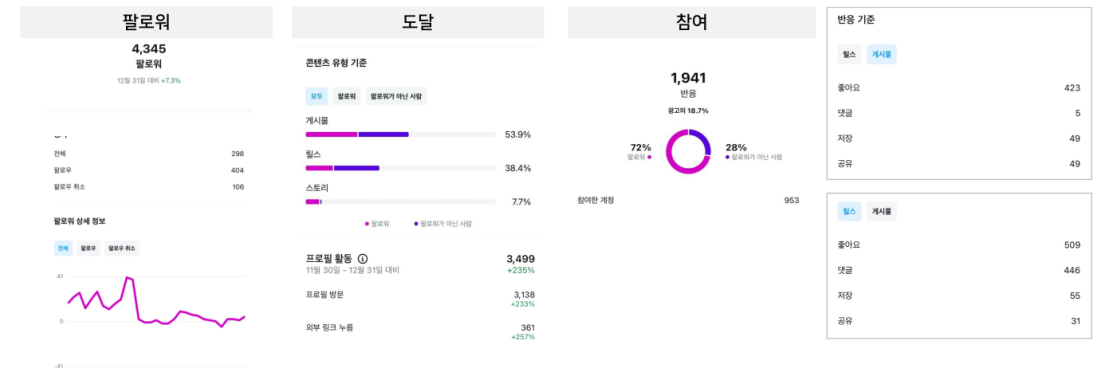 팔로워
4,345
팔로워
12월 31일 대비 +7.3%
전체 298
팔로우 404
팔로우 취소 106
팔로워 상세 정보
전체 팔로우 팔로우 취소
41
0
-41
도달
콘텐츠 유형 기준
모두 팔로워 팔로워가 아닌 사람
게시물
53.9%
릴스
38.4%
스토리
7.7%
팔로워 팔로워가 아닌 사람
프로필 활동 3,499
11월 30일 - 12월 31일 대비 +235%
프로필 방문 3,138
+233%
외부 링크 누름 361
+257%
참여
1,941
반응
광고의 18.7%
72% 28%
팔로워 팔로워가 아닌 사람
참여한 계정 953
반응 기준
릴스 게시물
좋아요 423
댓글 5
저장 49
공유 49
릴스 게시물
좋아요 509
댓글 446
저장 55
공유 31